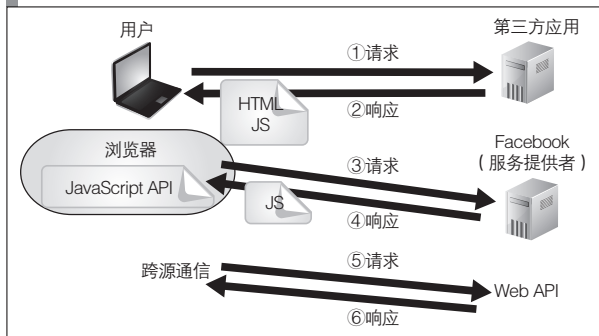 用户
第三方应用
①请求
②响应
HTML
JS
浏览器
JavaScript API
Facebook
（服务提供者）
③请求
JS
④响应
⑤请求
跨源通信
Web API
⑥响应